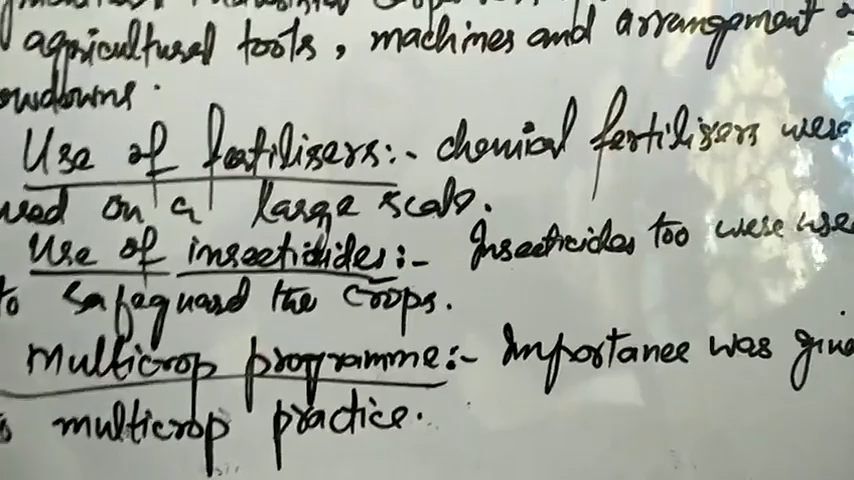 agricultural tools, machines and arrangement
Use of fertilisers:- chemical fertilisers were
used on a large scale.
Use of insecticides:- Insecticides too were use
to safeguard the crops.
Multicrop programme:- Importance was give
multicrop practice.